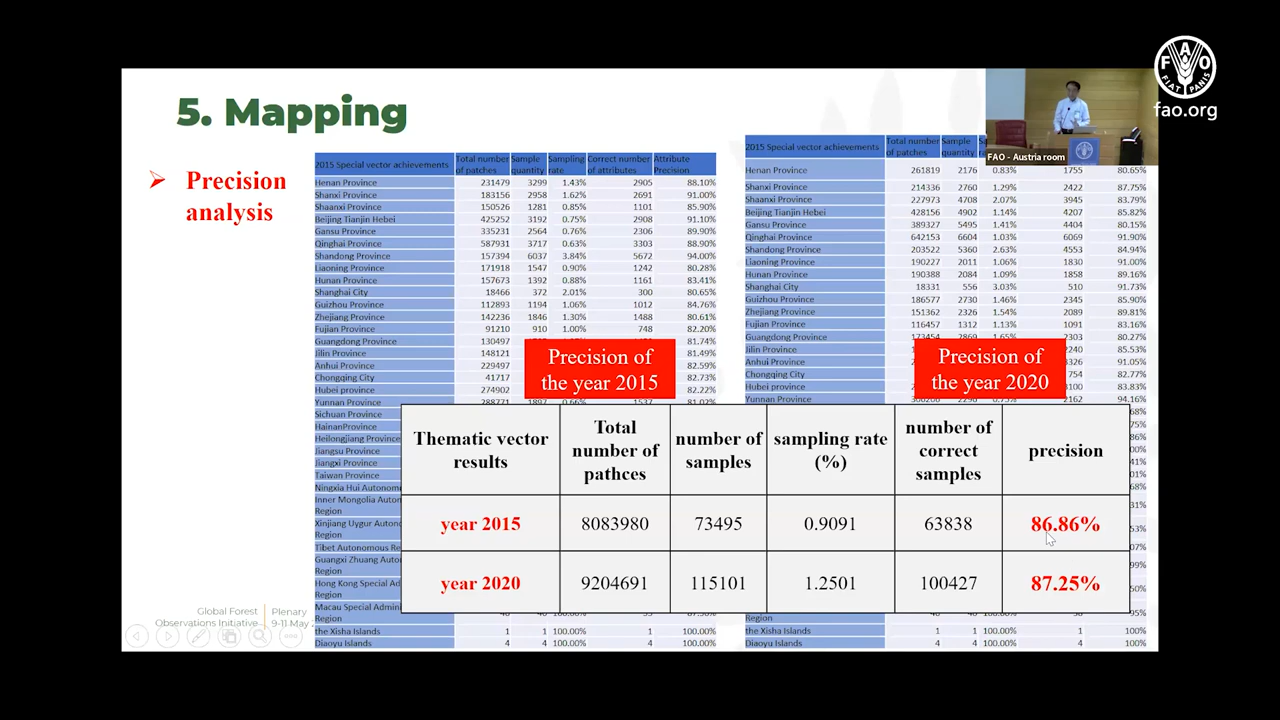 5. Mapping
FAO
FIAT PANIS
fao.org
FAO - Austria room
➢ Precision
analysis
2015 Special vector achievements Total number of patches Sample quantity Sampling rate Correct number of attributes Attribute Precision
Henan Province 231479 3299 1.43% 2905 88.10%
Shanxi Province 183156 2958 1.62% 2691 91.00%
Shaanxi Province 150526 1281 0.85% 1101 85.90%
Beijing Tianjin Hebei 425252 3192 0.75% 2908 91.10%
Gansu Province 335231 2564 0.76% 2306 89.90%
Qinghai Province 587931 3717 0.63% 3303 88.90%
Shandong Province 157394 6037 3.84% 5672 94.00%
Liaoning Province 171918 1547 0.90% 1242 80.28%
Hunan Province 157673 1392 0.88% 1161 83.41%
Shanghai City 18466 372 2.01% 300 80.65%
Guizhou Province 112893 1194 1.06% 1012 84.76%
Zhejiang Province 142236 1846 1.30% 1488 80.61%
Fujian Province 91210 910 1.00% 748 82.20%
Guangdong Province 130497 81.74%
Jilin Province 148121 81.49%
Anhui Province 229497 82.59%
Chongqing City 41717 82.73%
Hubei province 274902 82.22%
Yunnan Province 288771 1897 0.66% 1537 81.02%
Sichuan Province
HainanProvince
Heilongjiang Province
Jiangsu Province
Jiangxi Province
Taiwan Province
Ningxia Hui Autonom
Inner Mongolia Auton
Region
Xinjiang Uygur Autono
Region
Tibet Autonomous Re
Guangxi Zhuang Auton
Region
Hong Kong Special Ad
Region
Macau Special Admini
Region
the Xisha Islands 1 1 100.00% 1 100.00%
Diaoyu Islands 4 4 100.00% 4 100.00%
2015 Special vector achievements Total number of patches Sample quantity
Henan Province 261819 2176 0.83% 1755 80.65%
Shanxi Province 214336 2760 1.29% 2422 87.75%
Shaanxi Province 227973 4708 2.07% 3945 83.79%
Beijing Tianjin Hebei 428156 4902 1.14% 4207 85.82%
Gansu Province 389327 5495 1.41% 4404 80.15%
Qinghai Province 642153 6604 1.03% 6069 91.90%
Shandong Province 203522 5360 2.63% 4553 84.94%
Liaoning Province 190227 2011 1.06% 1830 91.00%
Hunan Province 190388 2084 1.09% 1858 89.16%
Shanghai City 18331 556 3.03% 510 91.73%
Guizhou Province 186577 2730 1.46% 2345 85.90%
Zhejiang Province 151362 2326 1.54% 2089 89.81%
Fujian Province 116457 1312 1.13% 1091 83.16%
Guangdong Province 173454 2869 1.65% 2303 80.27%
Jilin Province 2240 85.53%
Anhui Province 3326 91.05%
Chongqing City 754 82.77%
Hubei province 3100 83.83%
Yunnan Province 2162 94.16%
Region
the Xisha Islands 1 1 100.00% 1 100%
Diaoyu Islands 4 4 100.00% 4 100%
Precision of
the year 2015
Precision of
the year 2020
Thematic vector results Total number of pathces number of samples sampling rate (%) number of correct samples precision
year 2015 8083980 73495 0.9091 63838 86.86%
year 2020 9204691 115101 1.2501 100427 87.25%
Global Forest
Observations Initiative
Plenary
9-11 May